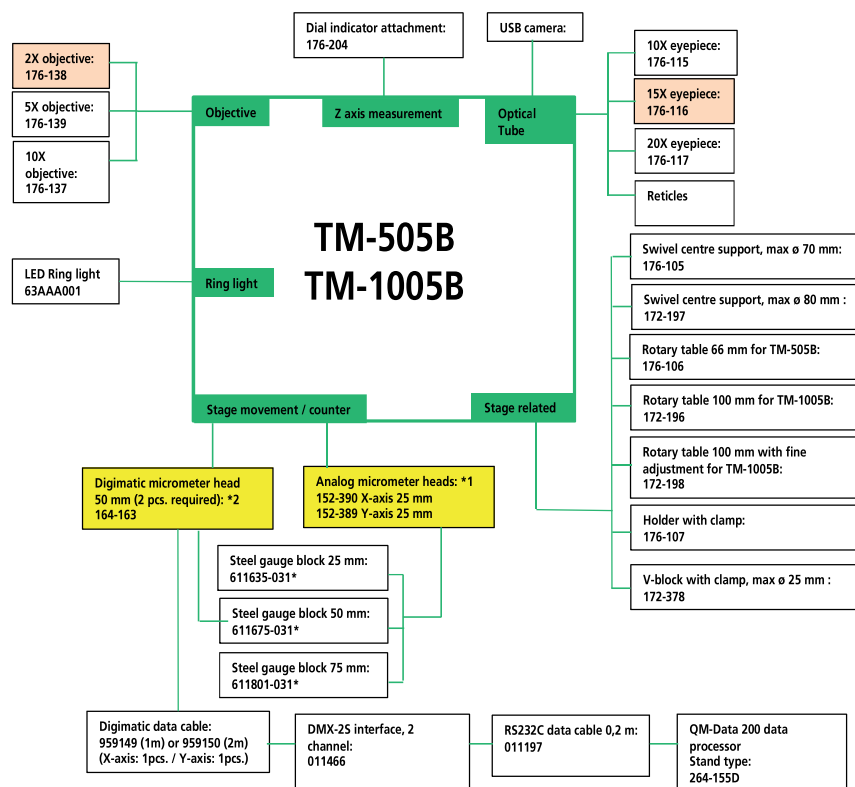 Dial indicator attachment:
176-204
USB camera:
2X objective:
176-138
5X objective:
176-139
10X
objective:
176-137
10X eyepiece:
176-115
15X eyepiece:
176-116
20X eyepiece:
176-117
Reticles
Objective
Z axis measurement
Optical
Tube
TM-505B
TM-1005B
LED Ring light
63AAA001
Ring light
Swivel centre support, max ø 70 mm:
176-105
Swivel centre support, max ø 80 mm :
172-197
Rotary table 66 mm for TM-505B:
176-106
Rotary table 100 mm for TM-1005B:
172-196
Rotary table 100 mm with fine
adjustment for TM-1005B:
172-198
Holder with clamp:
176-107
V-block with clamp, max ø 25 mm :
172-378
Stage movement / counter
Stage related
Digimatic micrometer head
50 mm (2 pcs. required): *2
164-163
Analog micrometer heads: *1
152-390 X-axis 25 mm
152-389 Y-axis 25 mm
Steel gauge block 25 mm:
611635-031*
Steel gauge block 50 mm:
611675-031*
Steel gauge block 75 mm:
611801-031*
Digimatic data cable:
959149 (1m) or 959150 (2m)
(X-axis: 1pcs. / Y-axis: 1pcs.)
DMX-2S interface, 2
channel:
011466
RS232C data cable 0,2 m:
011197
QM-Data 200 data
processor
Stand type:
264-155D